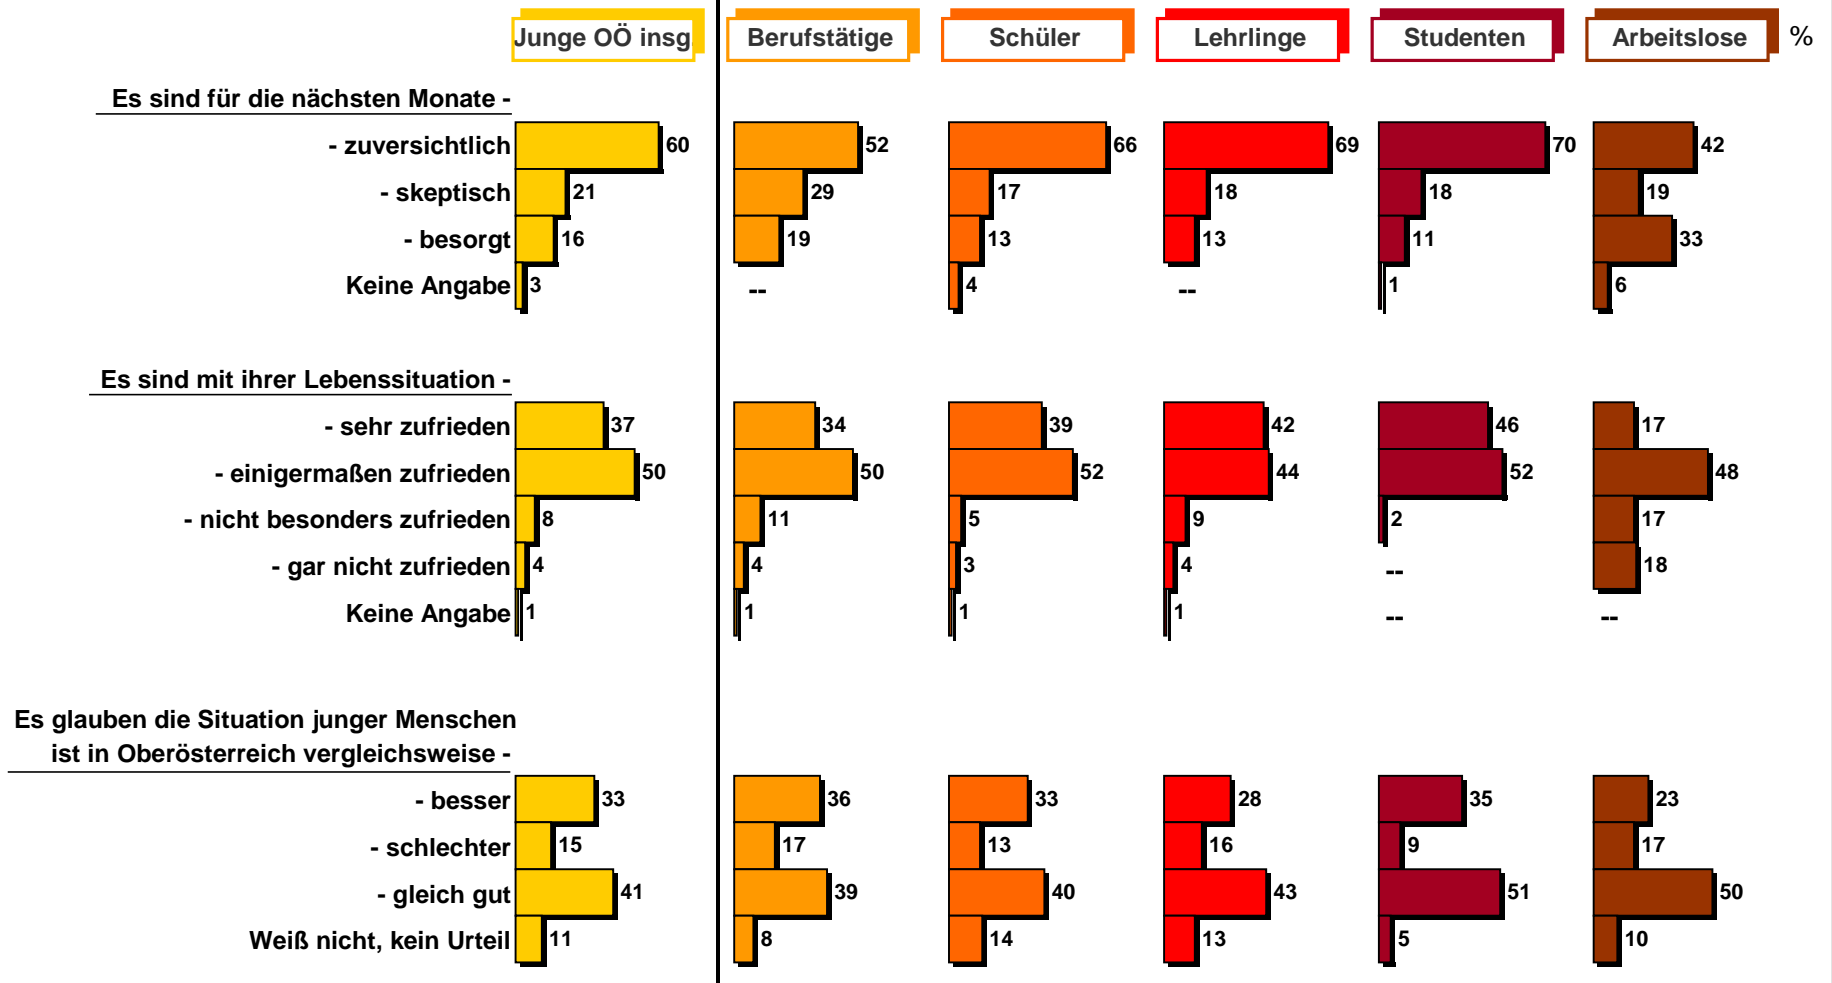 Junge OÖ insg. Berufstätige Schüler Lehrlinge Studenten Arbeitslose %
Es sind für die nächsten Monate -
- zuversichtlich 60 52 66 69 70 42
- skeptisch 21 29 17 18 18 19
- besorgt 16 19 13 13 11 33
Keine Angabe 3 -- 4 -- 1 6
Es sind mit ihrer Lebenssituation -
- sehr zufrieden 37 34 39 42 46 17
- einigermaßen zufrieden 50 50 52 44 52 48
- nicht besonders zufrieden 8 11 5 9 2 17
- gar nicht zufrieden 4 4 3 4 -- 18
Keine Angabe 1 1 1 1 -- --
Es glauben die Situation junger Menschen
ist in Oberösterreich vergleichsweise -
- besser 33 36 33 28 35 23
- schlechter 15 17 13 16 9 17
- gleich gut 41 39 40 43 51 50
Weiß nicht, kein Urteil 11 8 14 13 5 10